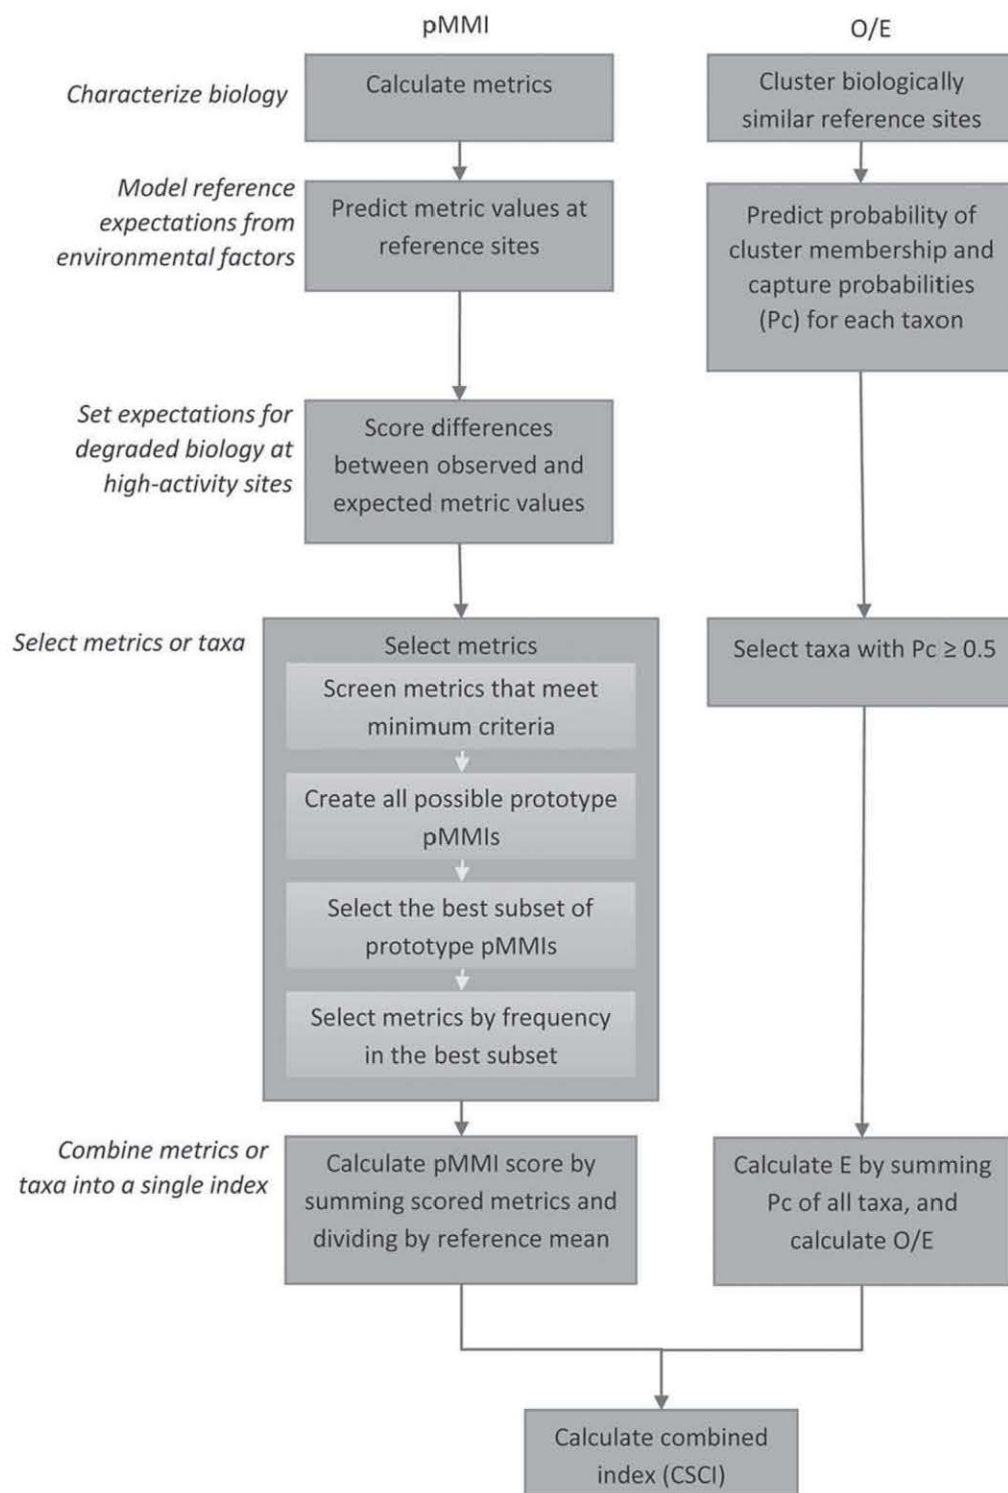 pMMI
O/E
Characterize biology
Calculate metrics
Cluster biologically
similar reference sites
Model reference
expectations from
environmental factors
Predict metric values at
reference sites
Predict probability of
cluster membership and
capture probabilities
(Pc) for each taxon
Set expectations for
degraded biology at
high-activity sites
Score differences
between observed and
expected metric values
Select metrics or taxa
Select metrics
Screen metrics that meet
minimum criteria
Create all possible prototype
pMMIs
Select the best subset of
prototype pMMIs
Select metrics by frequency
in the best subset
Select taxa with Pc ≥ 0.5
Combine metrics or
taxa into a single index
Calculate pMMI score by
summing scored metrics and
dividing by reference mean
Calculate E by summing
Pc of all taxa, and
calculate O/E
Calculate combined
index (CSCI)